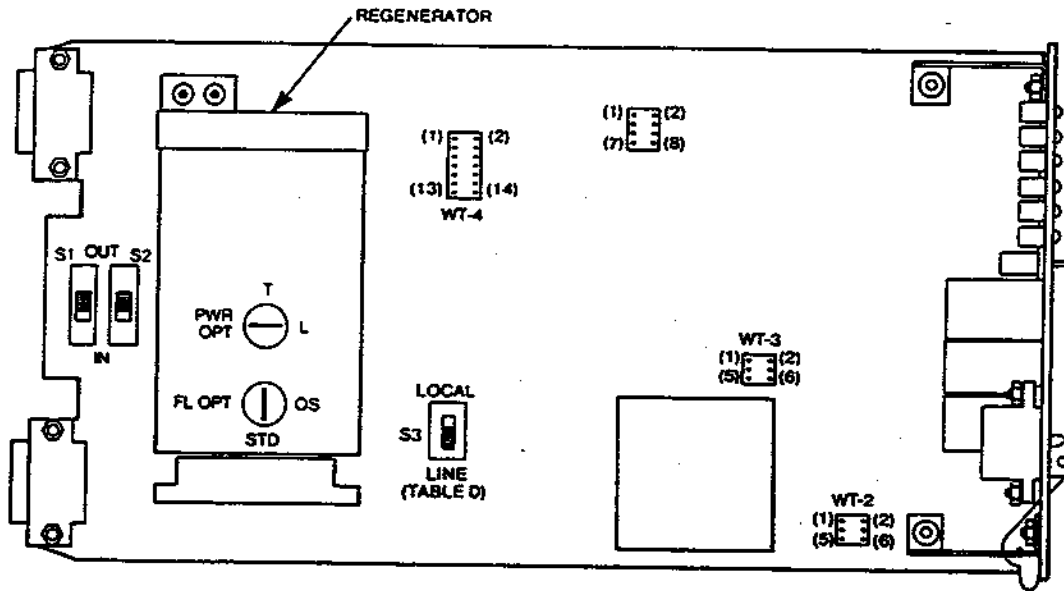 REGENERATOR
(1) (2)
(7) (8)
(1) (2)
(13) (14)
WT-4
S1 OUT S2
IN
T
PWR OPT L
FL OPT OS
STD
LOCAL
S3
LINE
(TABLE D)
WT-3
(1) (2)
(5) (6)
WT-2
(1) (2)
(5) (6)